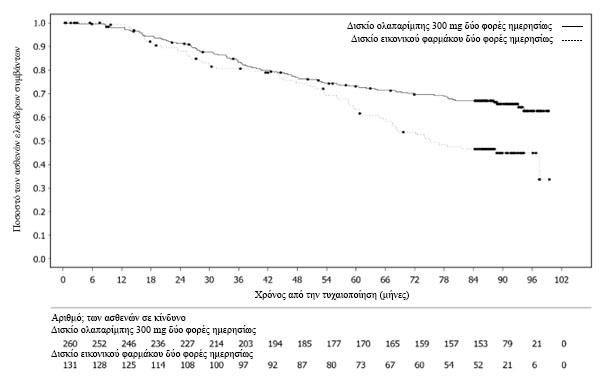 Δισκίο ολαπαρίμπης 300 mg δύο φορές ημερησίως
Δισκίο εικονικού φαρμάκου δύο φορές ημερησίως
Ποσοστό των ασθενών ελευθέρων συμβάντων
1.0
0.9
0.8
0.7
0.6
0.5
0.4
0.3
0.2
0.1
0.0
0 6 12 18 24 30 36 42 48 54 60 66 72 78 84 90 96 102
Χρόνος από την τυχαιοποίηση (μήνες)
Αριθμός των ασθενών σε κίνδυνο
Δισκίο ολαπαρίμπης 300 mg δύο φορές ημερησίως
260 252 246 236 227 214 203 194 185 177 170 165 159 157 153 79 21 0
Δισκίο εικονικού φαρμάκου δύο φορές ημερησίως
131 128 125 114 108 100 97 92 87 80 73 67 60 54 52 21 6 0